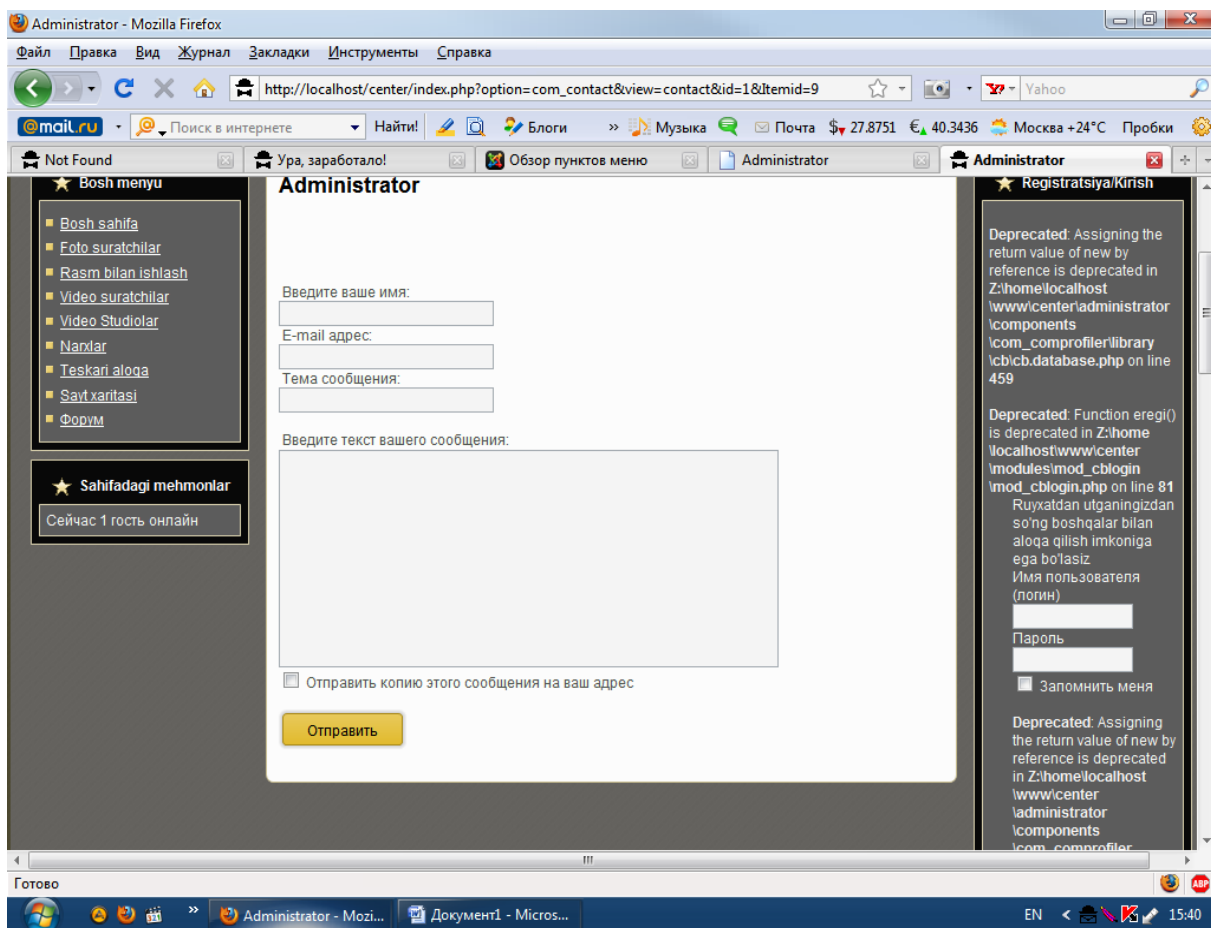 Administrator - Mozilla Firefox
Файл Правка Вид Журнал Закладки Инструменты Справка
http://localhost/center/index.php?option=com_contact&view=contact&id=1&Itemid=9 Yahoo
@mail.ru Поиск в интернете Найти! Блоги » Музыка Почта $ 27.8751 € 40.3436 Москва +24°C Пробки
Not Found Ура, заработало! Обзор пунктов меню Administrator Administrator
Bosh menyu
Bosh sahifa
Foto suratchilar
Rasm bilan ishlash
Video suratchilar
Video Studiolar
Narxlar
Teskari aloqa
Sayt xaritasi
Форум
Sahifadagi mehmonlar
Сейчас 1 гость онлайн
Administrator
Введите ваше имя:
E-mail адрес:
Тема сообщения:
Введите текст вашего сообщения:
Отправить копию этого сообщения на ваш адрес
Отправить
Registratsiya/Kirish
Deprecated: Assigning the
return value of new by
reference is deprecated in
Z:\home\localhost
\www\center\administrator
\components
\com_comprofiler\library
\cb\cb.database.php on line
459
Deprecated: Function eregi()
is deprecated in Z:\home
\localhost\www\center
\modules\mod_cblogin
\mod_cblogin.php on line 81
Ruyxatdan utganingizdan
so'ng boshqalar bilan
aloqa qilish imkoniga
ega bo'lasiz
Имя пользователя
(логин)
Пароль
Запомнить меня
Deprecated: Assigning
the return value of new by
reference is deprecated
in Z:\home\localhost
\www\center
\administrator
\components
\com_comprofiler
Готово ABP
» Administrator - Mozi... Документ1 - Micros... EN 15:40